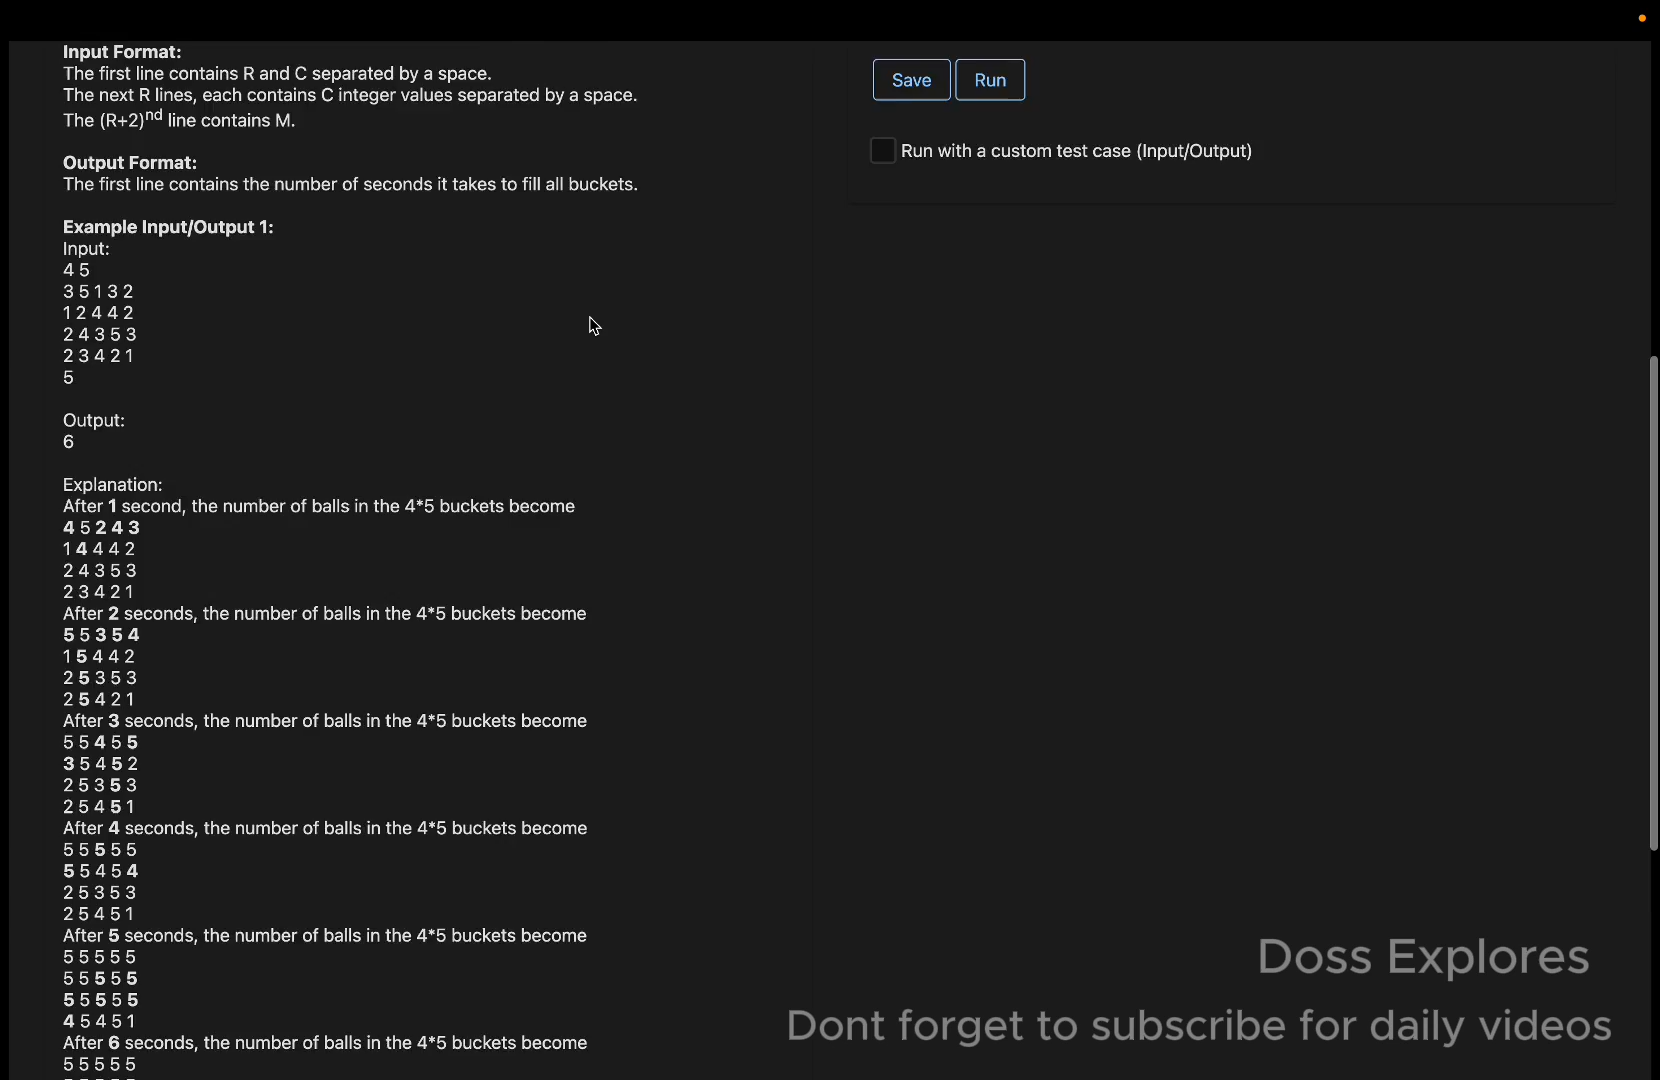 Input Format:
The first line contains R and C separated by a space.
The next R lines, each contains C integer values separated by a space.
The (R+2)nd line contains M.
Output Format:
The first line contains the number of seconds it takes to fill all buckets.
Example Input/Output 1:
Input:
4 5
3 5 1 3 2
1 2 4 4 2
2 4 3 5 3
2 3 4 2 1
5
Output:
6
Explanation:
After 1 second, the number of balls in the 4*5 buckets become
4 5 2 4 3
1 4 4 4 2
2 4 3 5 3
2 3 4 2 1
After 2 seconds, the number of balls in the 4*5 buckets become
5 5 3 5 4
1 5 4 4 2
2 5 3 5 3
2 5 4 2 1
After 3 seconds, the number of balls in the 4*5 buckets become
5 5 4 5 5
3 5 4 5 2
2 5 3 5 3
2 5 4 5 1
After 4 seconds, the number of balls in the 4*5 buckets become
5 5 5 5 5
5 5 4 5 4
2 5 3 5 3
2 5 4 5 1
After 5 seconds, the number of balls in the 4*5 buckets become
5 5 5 5 5
5 5 5 5 5
5 5 5 5 5
4 5 4 5 1
After 6 seconds, the number of balls in the 4*5 buckets become
5 5 5 5 5
Save
Run
Run with a custom test case (Input/Output)
Doss Explores
Dont forget to subscribe for daily videos